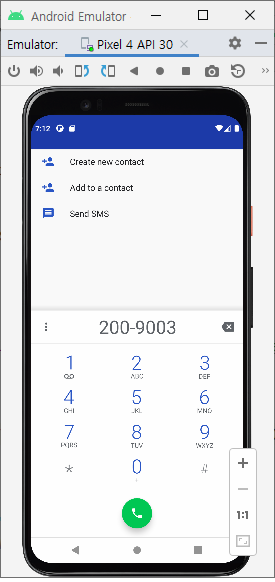 Android Emulator
Emulator: Pixel 4 API 30
7:12
Create new contact
Add to a contact
Send SMS
200-9003
1 2 3
QO ABC DEF
4 5 6
GHI JKL MNO
7 8 9
PQRS TUV WXYZ
* 0 #
+
1:1